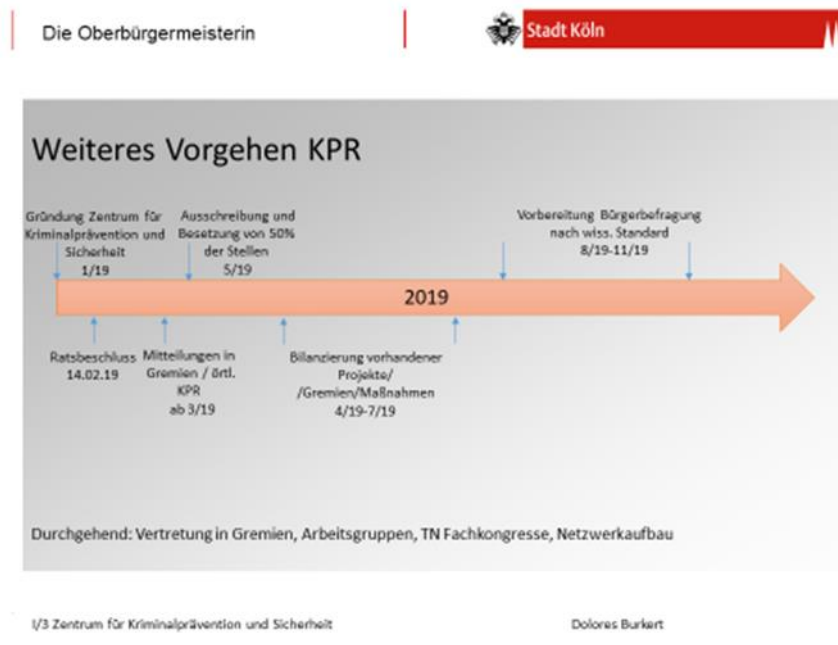 Die Oberbürgermeisterin
Stadt Köln
Weiteres Vorgehen KPR
Gründung Zentrum für
Kriminalprävention und
Sicherheit
1/19
Ausschreibung und
Besetzung von 50%
der Stellen
5/19
Vorbereitung Bürgerbefragung
nach wiss. Standard
8/19-11/19
2019
Ratsbeschluss
14.02.19
Mitteilungen in
Gremien / örtl.
KPR
ab 3/19
Bilanzierung vorhandener
Projekte/
/Gremien/Maßnahmen
4/19-7/19
Durchgehend: Vertretung in Gremien, Arbeitsgruppen, TN Fachkongresse, Netzwerkaufbau
I/3 Zentrum für Kriminalprävention und Sicherheit
Dolores Burkert